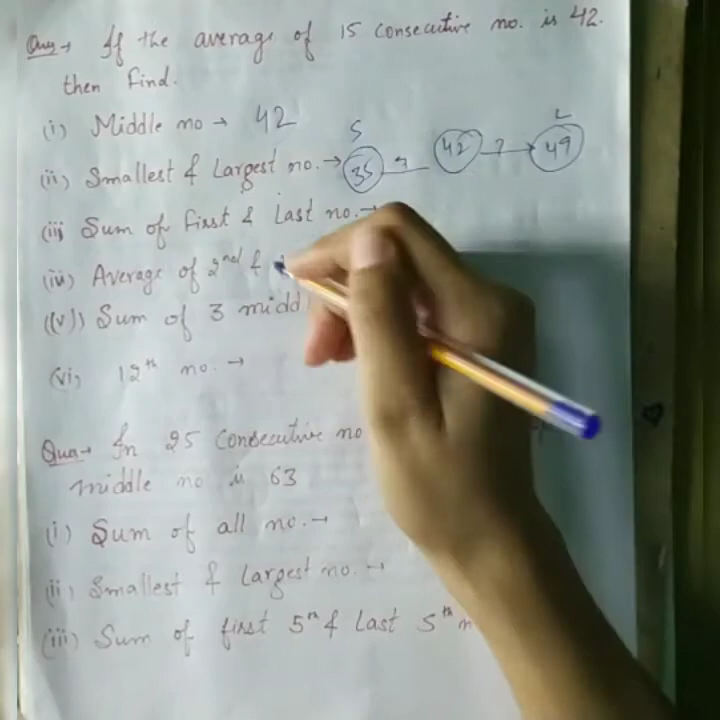 Ques→ If the average of 15 consecutive no. is 42.
then find.
(i) Middle no → 42
(ii) Smallest & Largest no. → S 35 7 42 7 L 49
(iii) Sum of first & Last no. →
(iv) Average of 2nd &
(v) Sum of 3 middl
(vi) 12th no. →
Ques→ In 25 Consecutive no
middle no is 63
(i) Sum of all no. →
(ii) Smallest & Largest no. →
(iii) Sum of first 5th & Last 5th n